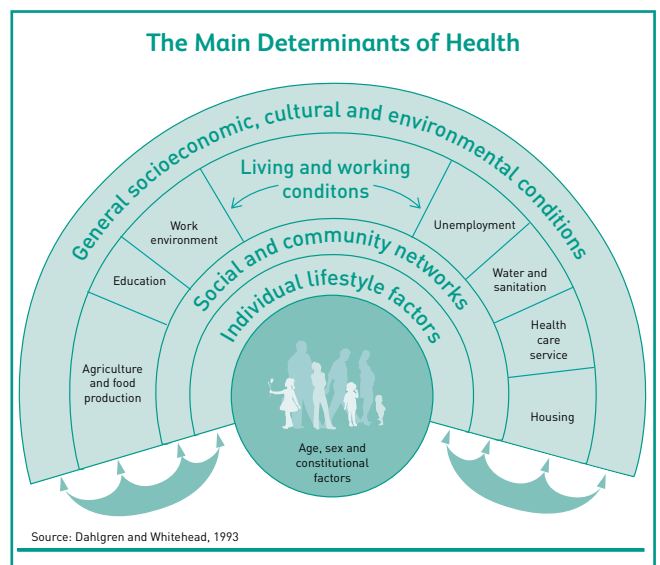 The Main Determinants of Health
General socioeconomic, cultural and environmental conditions
Living and working
conditons
Work
environment
Unemployment
Education
Water and
sanitation
Agriculture
and food
production
Health
care
service
Housing
Social and community networks
Individual lifestyle factors
Age, sex and
constitutional
factors
Source: Dahlgren and Whitehead, 1993